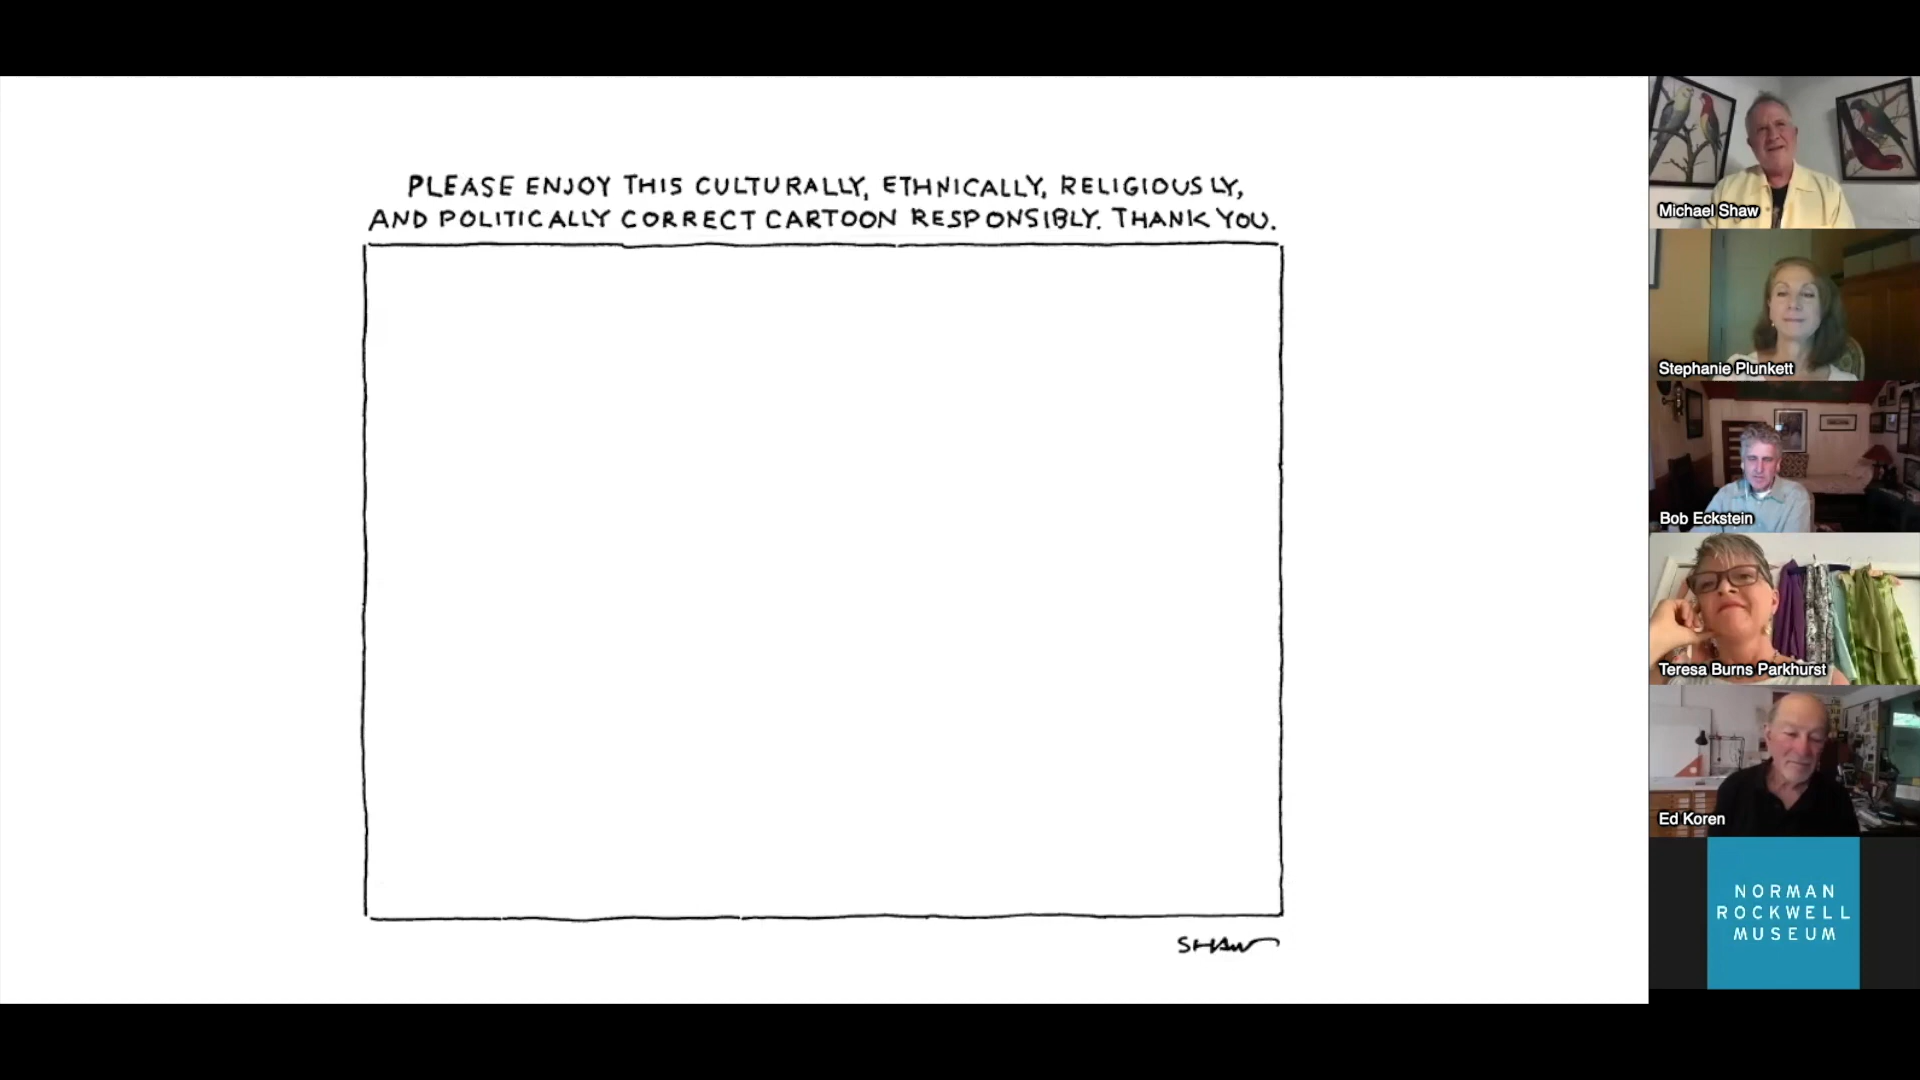 PLEASE ENJOY THIS CULTURALLY, ETHNICALLY, RELIGIOUSLY,
AND POLITICALLY CORRECT CARTOON RESPONSIBLY. THANK YOU.
SHAW
Michael Shaw
Stephanie Plunkett
Bob Eckstein
Teresa Burns Parkhurst
Ed Koren
NORMAN
ROCKWELL
MUSEUM